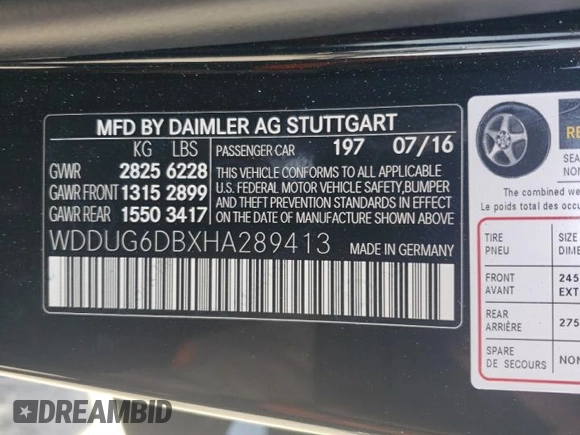 MFD BY DAIMLER AG STUTTGART
KG LBS
GVWR 2825 6228
GAWR FRONT 1315 2899
GAWR REAR 1550 3417
PASSENGER CAR 197 07/16
THIS VEHICLE CONFORMS TO ALL APPLICABLE
U.S. FEDERAL MOTOR VEHICLE SAFETY, BUMPER
AND THEFT PREVENTION STANDARDS IN EFFECT
ON THE DATE OF MANUFACTURE SHOWN ABOVE.
WDDUG6DBXHA289413 MADE IN GERMANY
SEA
The combined we
Le poids total des
TIRE SIZE
PNEU DIME
FRONT 245
AVANT EXT
REAR 275
ARRIÈRE
SPARE NON
DE SECOURS
DREAMBID